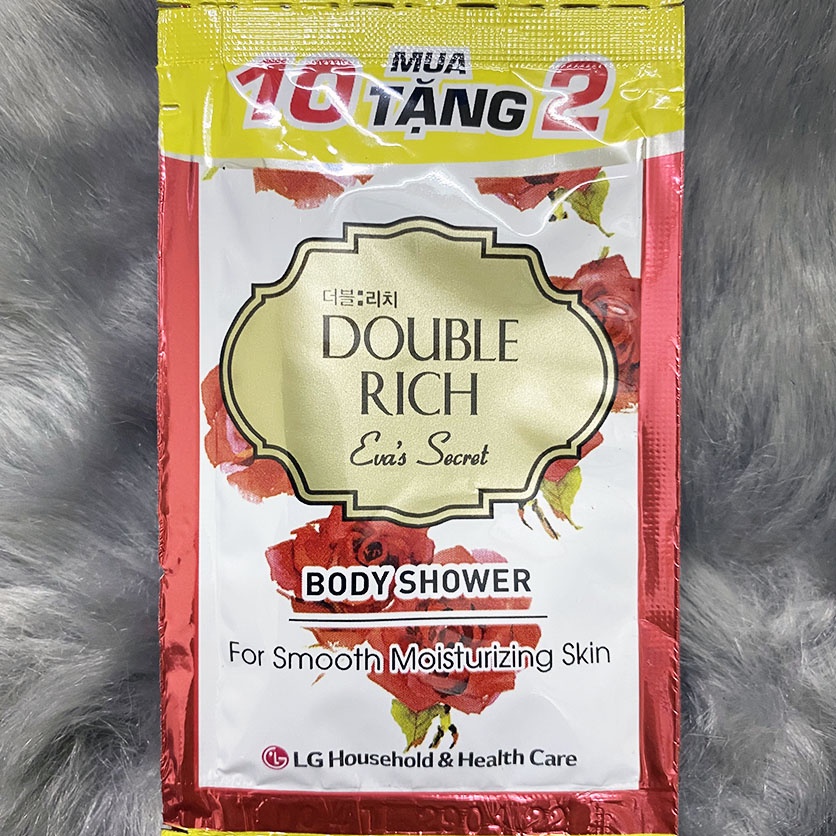 MUA
10 TẶNG 2
더블:리치
DOUBLE
RICH
Eva's Secret
BODY SHOWER
For Smooth Moisturizing Skin
LG LG Household & Health Care